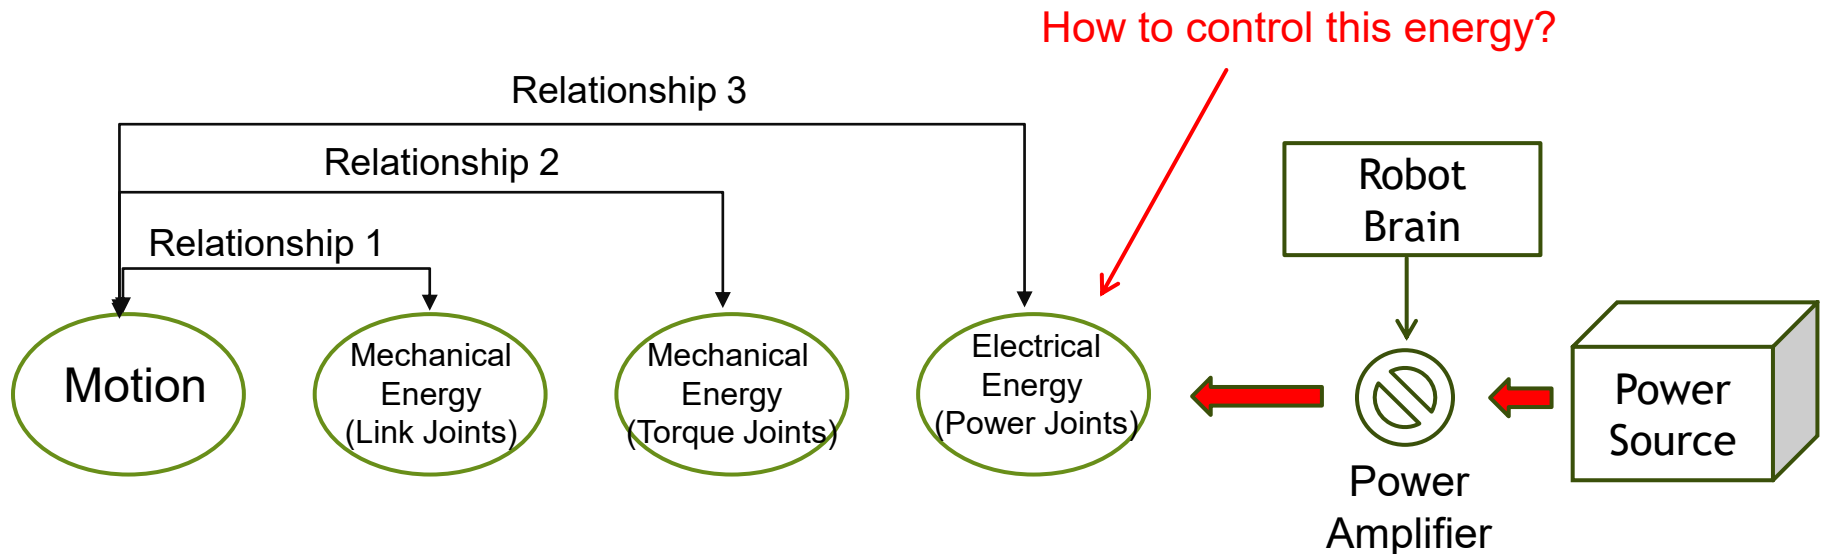 How to control this energy?
Relationship 3
Relationship 2
Relationship 1
Motion
Mechanical
Energy
(Link Joints)
Mechanical
Energy
(Torque Joints)
Electrical
Energy
(Power Joints)
Robot
Brain
Power
Amplifier
Power
Source